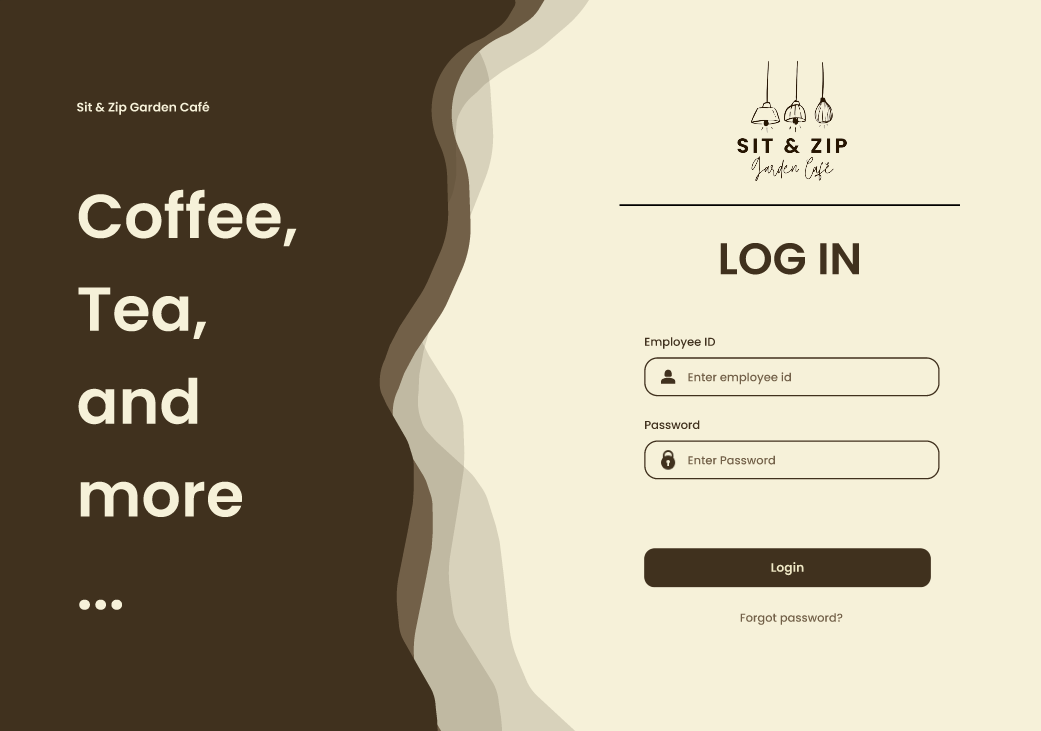 Sit & Zip Garden Café
Coffee,
Tea,
and
more
...
SIT & ZIP
Garden Café
LOG IN
Employee ID
Enter employee id
Password
Enter Password
Login
Forgot password?